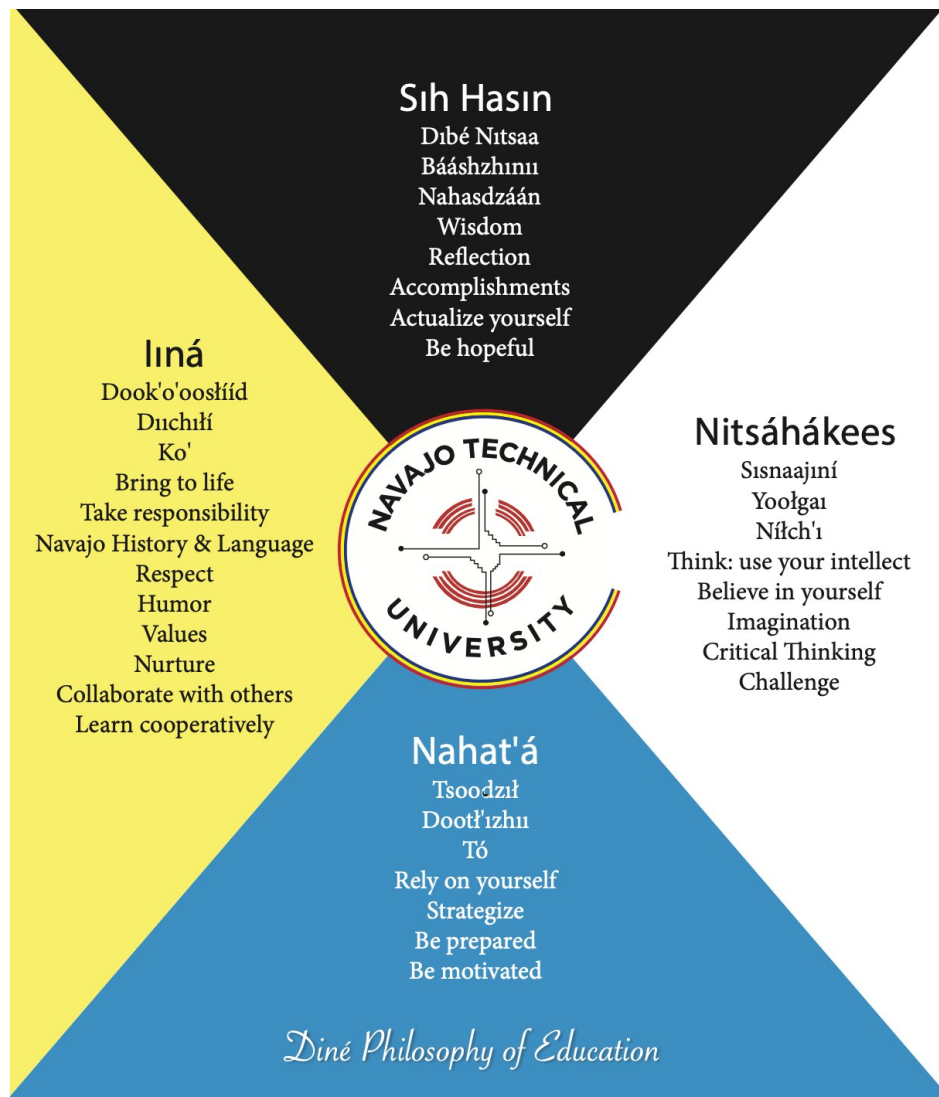 Sıh Hasın
Dıbé Nıtsaa
Bááshzhınıı
Nahasdzáán
Wisdom
Reflection
Accomplishments
Actualize yourself
Be hopeful
Iıná
Dook'o'oosłííd
Dııchıłí
Ko'
Bring to life
Take responsibility
Navajo History & Language
Respect
Humor
Values
Nurture
Collaborate with others
Learn cooperatively
NAVAJO TECHNICAL
UNIVERSITY
Nitsáhákees
Sısnaajıní
Yoołgaı
Níłch'ı
Think: use your intellect
Believe in yourself
Imagination
Critical Thinking
Challenge
Nahat'á
Tsoodzıł
Dootł'ızhıı
Tó
Rely on yourself
Strategize
Be prepared
Be motivated
Diné Philosophy of Education